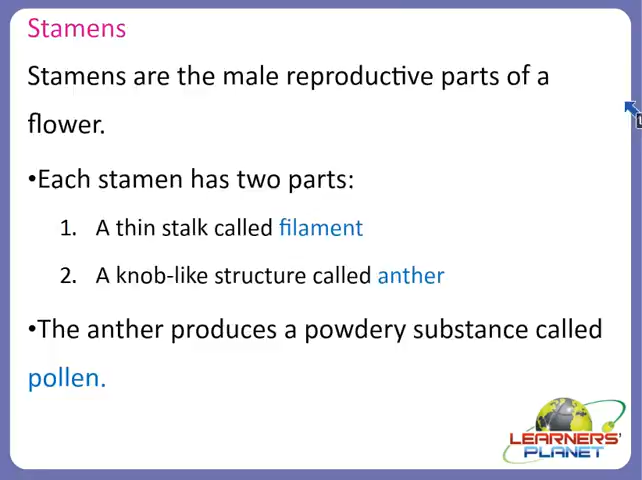 Stamens
Stamens are the male reproductive parts of a
flower.
•Each stamen has two parts:
1. A thin stalk called filament
2. A knob-like structure called anther
•The anther produces a powdery substance called
pollen.
LEARNERS'
PLANET